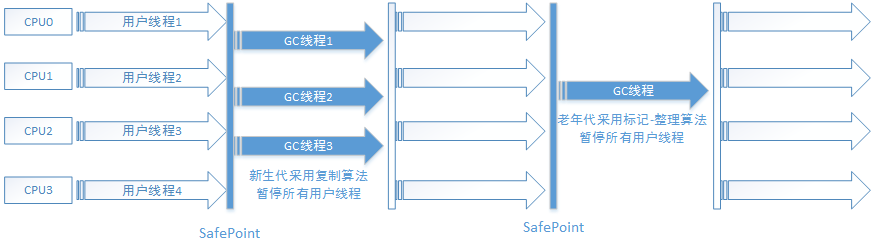 CPU0
用户线程1
CPU1
用户线程2
CPU2
用户线程3
CPU3
用户线程4
SafePoint
GC线程1
GC线程2
GC线程3
新生代采用复制算法
暂停所有用户线程
SafePoint
GC线程
老年代采用标记-整理算法
暂停所有用户线程